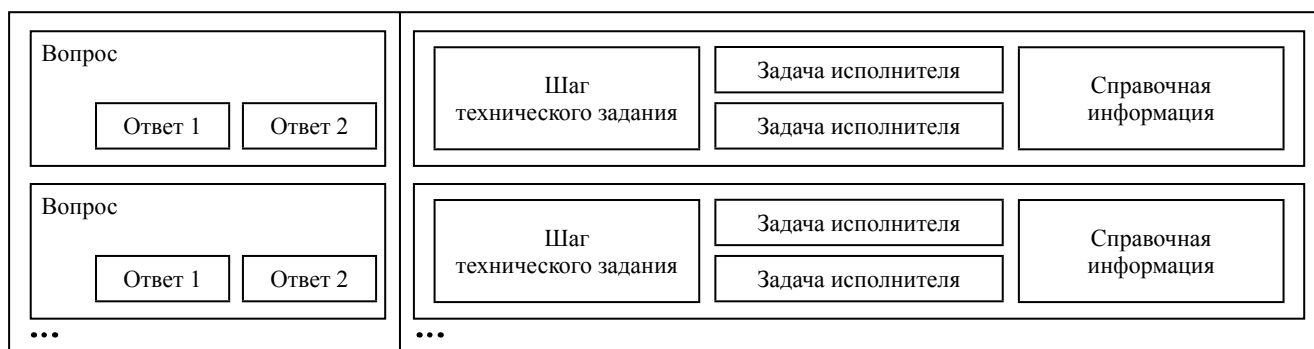 Вопрос
Ответ 1
Ответ 2
Шаг
технического задания
Задача исполнителя
Задача исполнителя
Справочная
информация
Вопрос
Ответ 1
Ответ 2
Шаг
технического задания
Задача исполнителя
Задача исполнителя
Справочная
информация
...
...